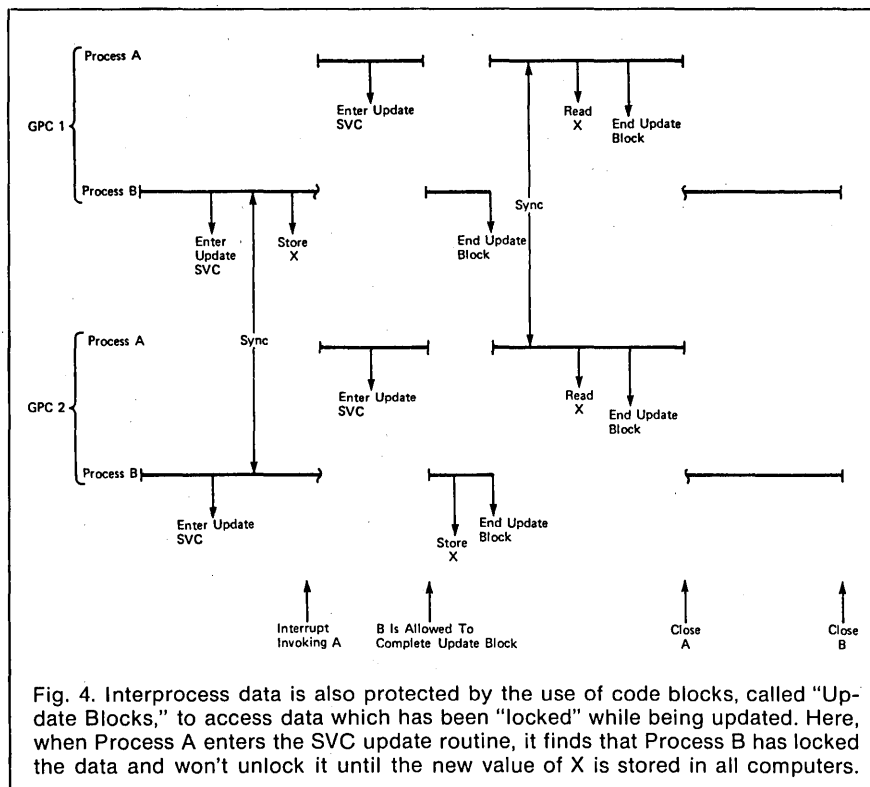 Process A
Enter Update
SVC
Read
X
End Update
Block
GPC 1
Process B
Enter
Update
SVC
Store
X
Sync
End Update
Block
Sync
Process A
Enter Update
SVC
Read
X
End Update
Block
GPC 2
Process B
Enter Update
SVC
Store
X
End Update
Block
Interrupt
Invoking A
B Is Allowed To
Complete Update Block
Close
A
Close
B
Fig. 4. Interprocess data is also protected by the use of code blocks, called "Up-
date Blocks," to access data which has been "locked" while being updated. Here,
when Process A enters the SVC update routine, it finds that Process B has locked
the data and won't unlock it until the new value of X is stored in all computers.